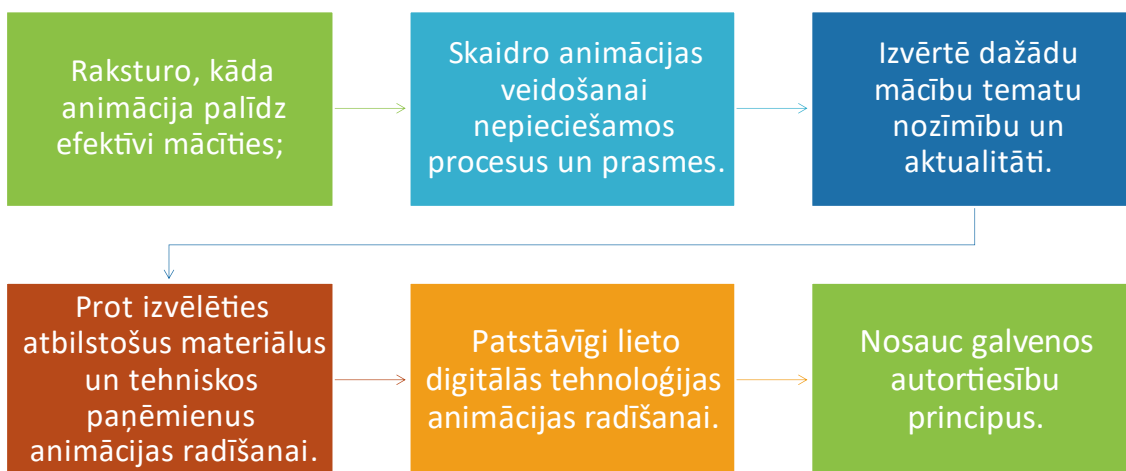 Raksturo, kāda
animācija palīdz
efektīvi mācīties;
Skaidro animācijas
veidošanai
nepieciešamos
procesus un prasmes.
Izvērtē dažādu
mācību tematu
nozīmību un
aktualitāti.
Prot izvēlēties
atbilstošus materiālus
un tehniskos
paņēmienus
animācijas radīšanai.
Patstāvīgi lieto
digitālās tehnoloģijas
animācijas radīšanai.
Nosauc galvenos
autortiesību
principus.